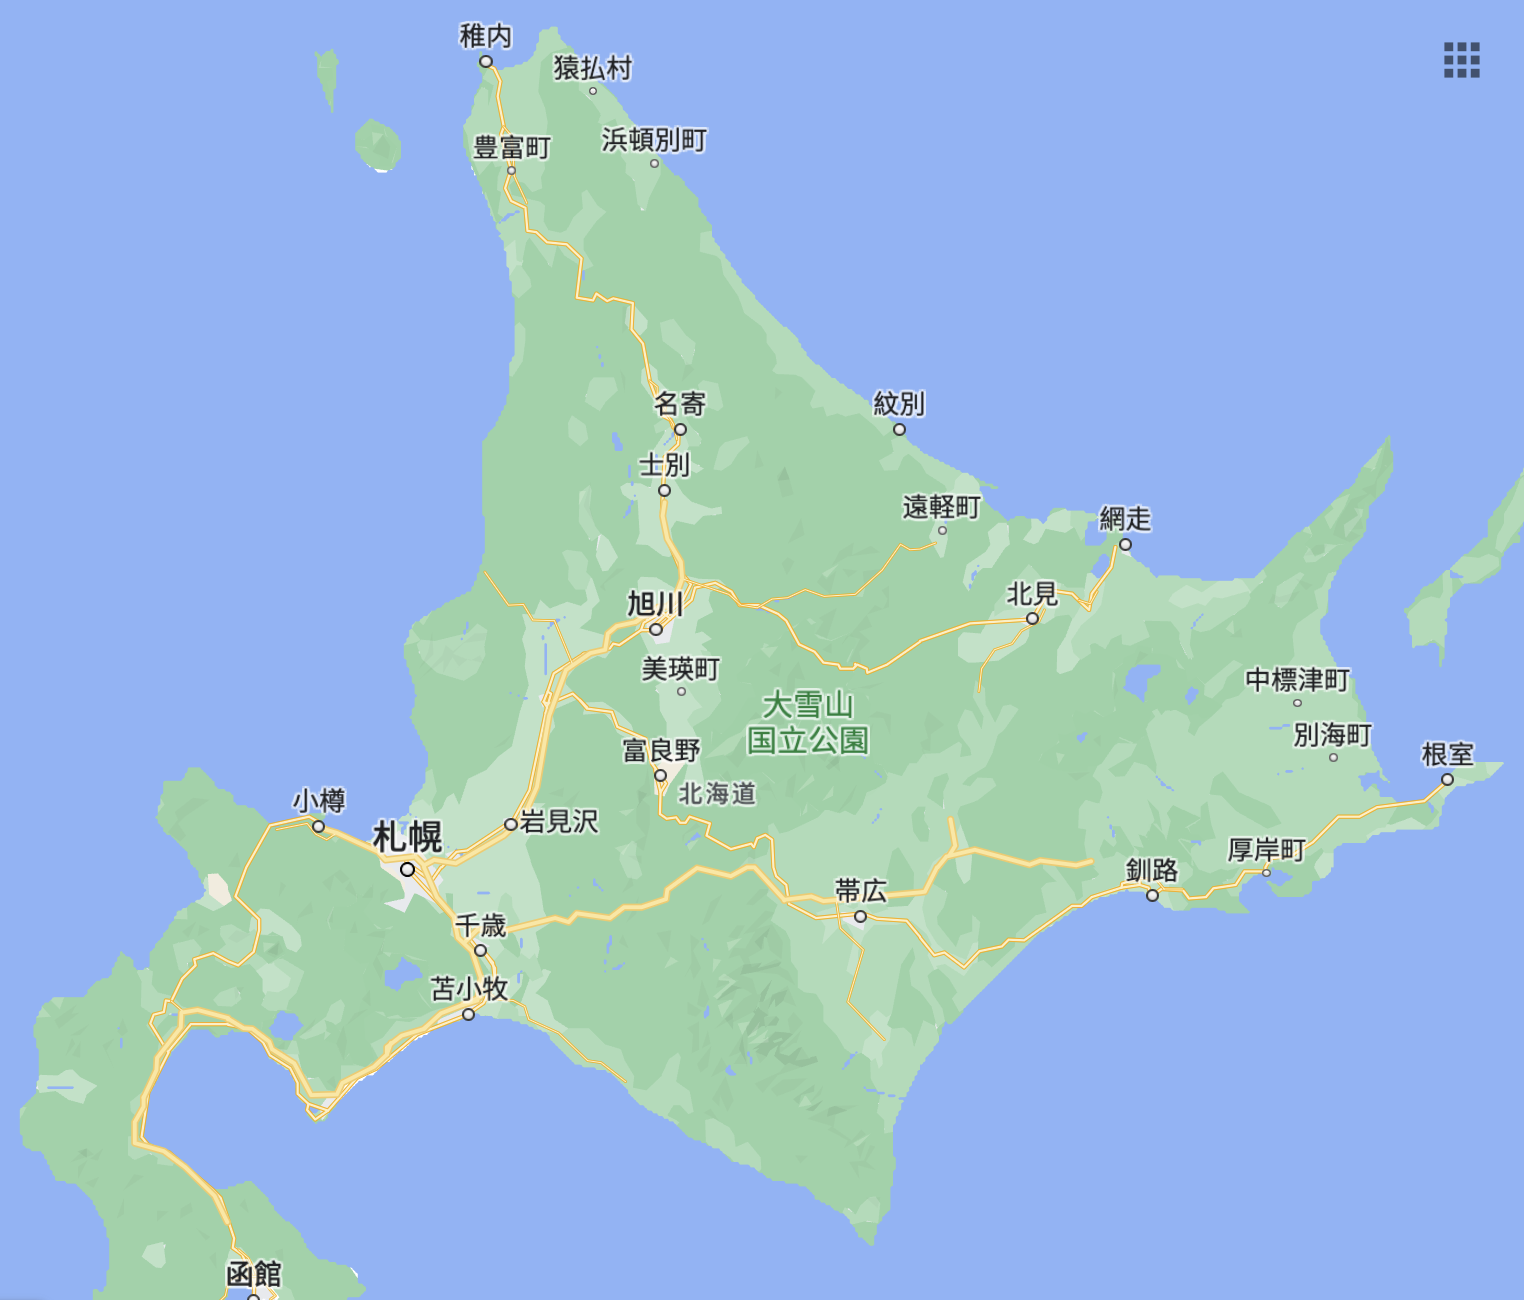 稚内
猿払村
浜頓別町
豊富町
名寄
紋別
士別
遠軽町
網走
北見
旭川
美瑛町
中標津町
大雪山
国立公園
別海町
富良野
根室
北海道
小樽
岩見沢
札幌
厚岸町
釧路
帯広
千歳
苫小牧
函館